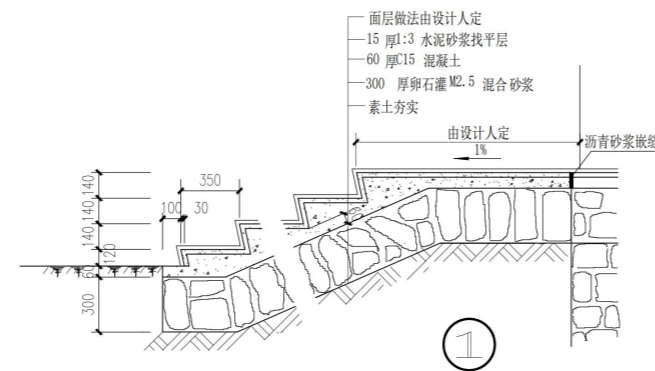 面层做法由设计人定
15 厚1:3 水泥砂浆找平层
60 厚C15 混凝土
300 厚卵石灌M2.5 混合砂浆
素土夯实
由设计人定
1%
沥青砂浆嵌缝
350
100 30
140
140
140
120
60
300
1